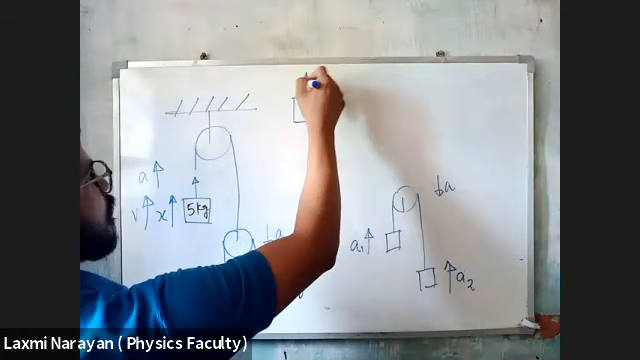 a
v x 5kg
a
a
a₁
a₂
Laxmi Narayan ( Physics Faculty)